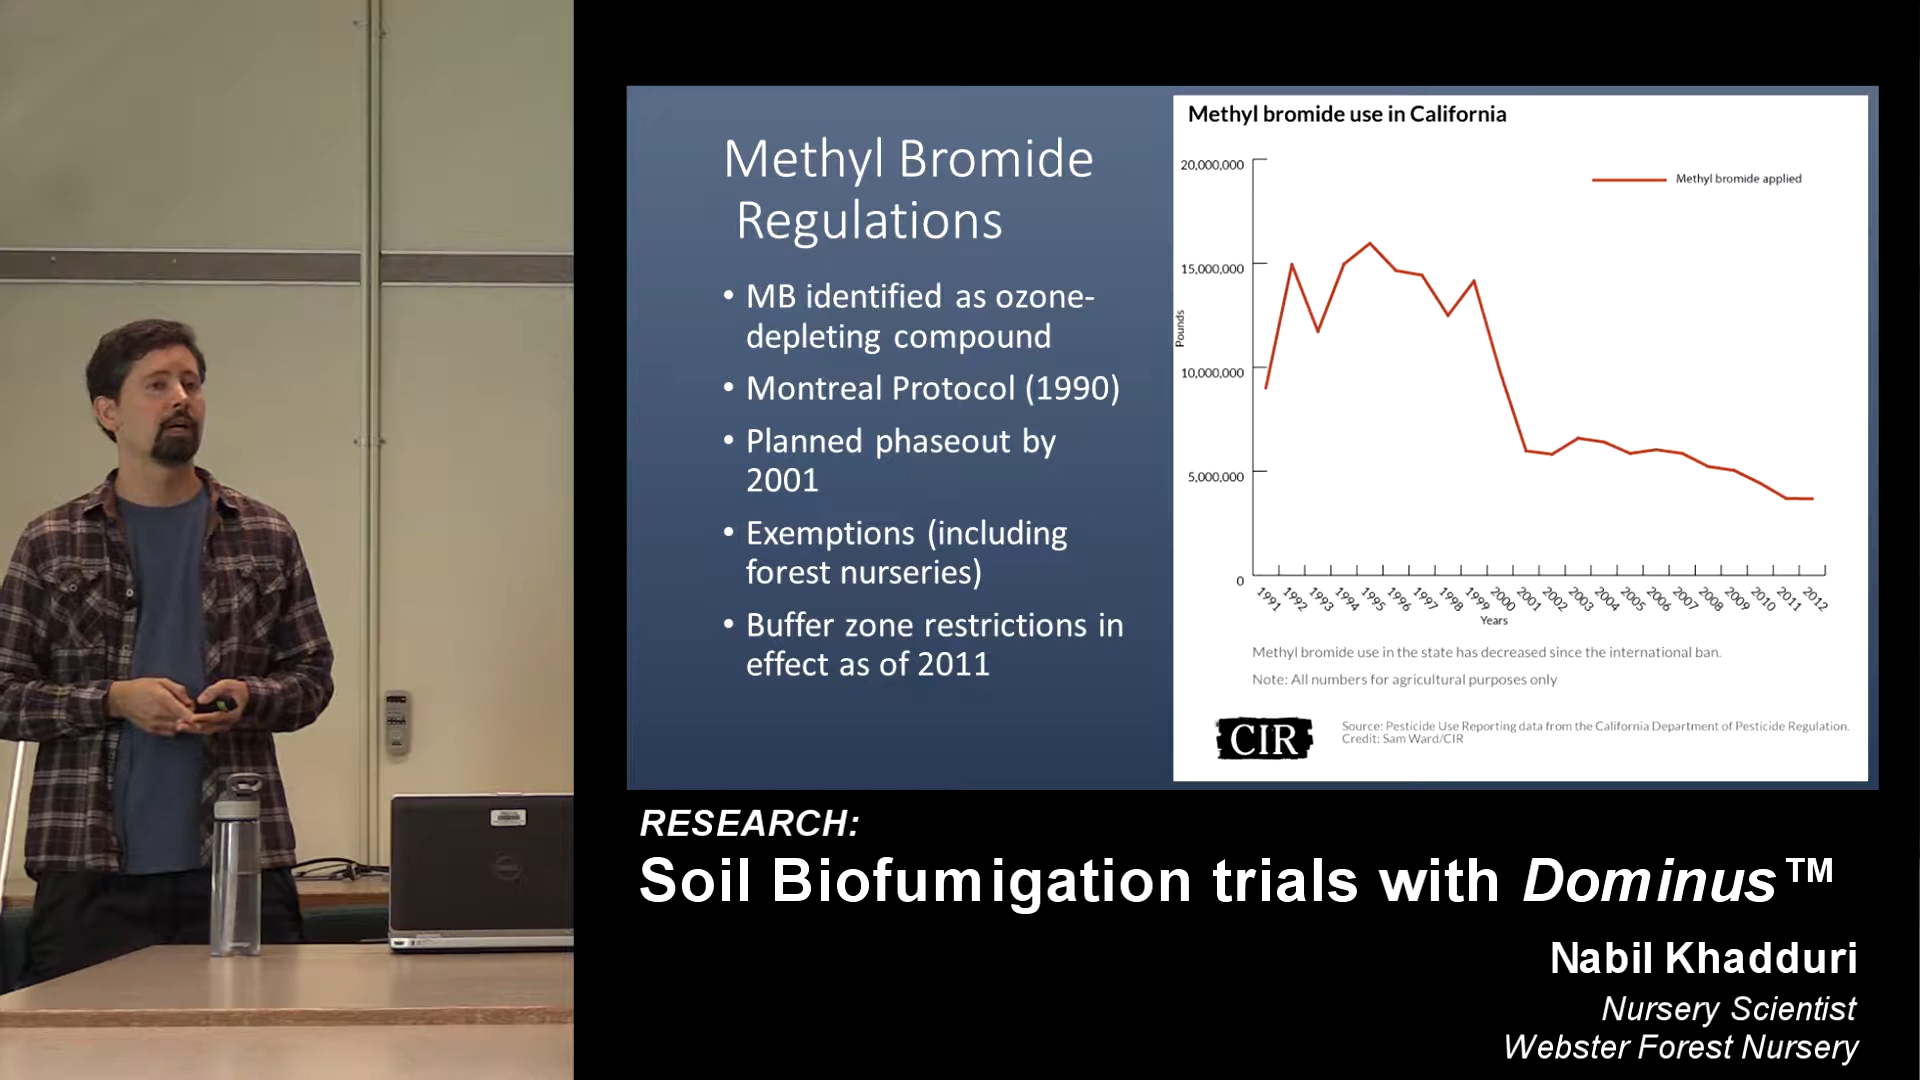 Methyl Bromide
Regulations
• MB identified as ozone-
depleting compound
• Montreal Protocol (1990)
• Planned phaseout by
2001
• Exemptions (including
forest nurseries)
• Buffer zone restrictions in
effect as of 2011
Methyl bromide use in California
Methyl bromide applied
20,000,000
15,000,000
10,000,000
5,000,000
0
Pounds
1991 1992 1993 1994 1995 1996 1997 1998 1999 2000 2001 2002 2003 2004 2005 2006 2007 2008 2009 2010 2011 2012
Years
Methyl bromide use in the state has decreased since the international ban.
Note: All numbers for agricultural purposes only
CIR
Source: Pesticide Use Reporting data from the California Department of Pesticide Regulation.
Credit: Sam Ward/CIR
RESEARCH:
Soil Biofumigation trials with Dominus™
Nabil Khadduri
Nursery Scientist
Webster Forest Nursery